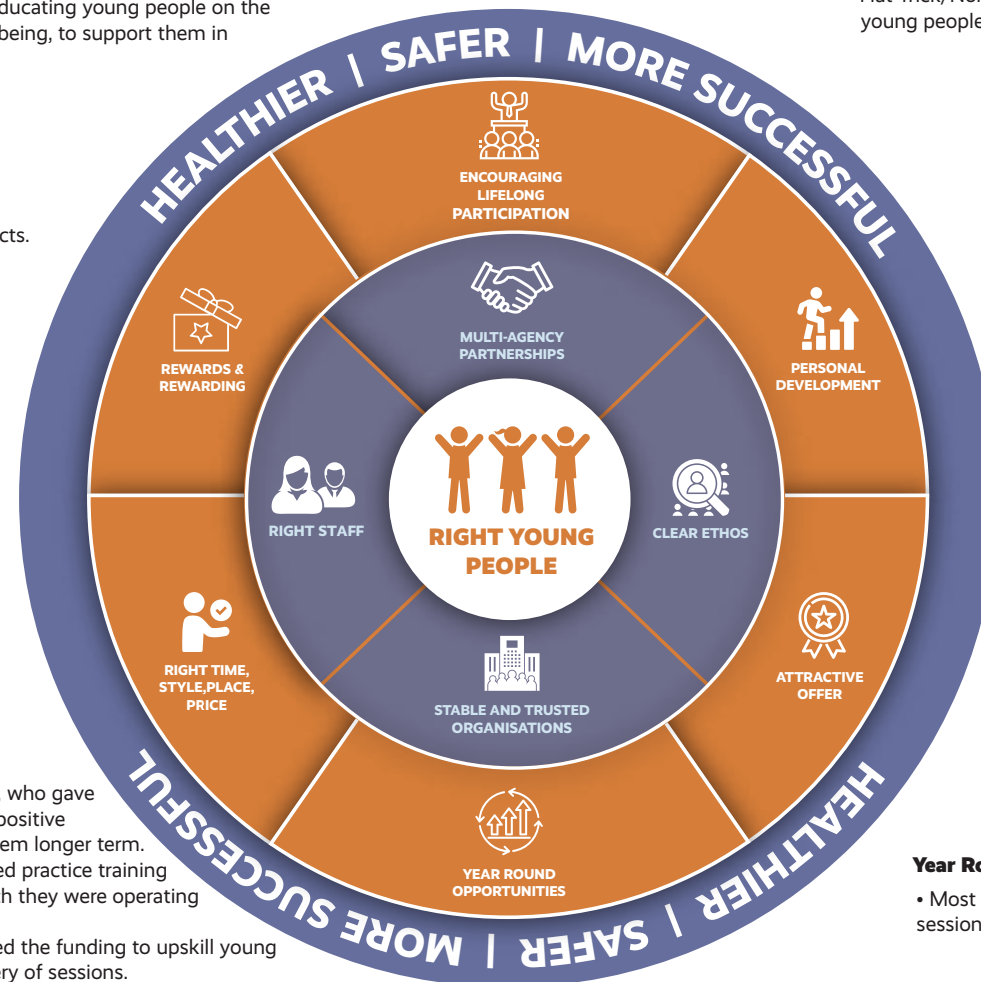 ducating young people on the
being, to support them in
young people
HEALTHIER | SAFER | MORE SUCCESSFUL
cts.
ENCOURAGING
LIFELONG
PARTICIPATION
MULTI-AGENCY
PARTNERSHIPS
REWARDS &
REWARDING
PERSONAL
DEVELOPMENT
RIGHT STAFF
RIGHT YOUNG
PEOPLE
CLEAR ETHOS
RIGHT TIME,
STYLE,PLACE,
PRICE
STABLE AND TRUSTED
ORGANISATIONS
ATTRACTIVE
OFFER
YEAR ROUND
OPPORTUNITIES
HEALTHIER | SAFER | MORE SUCCESSFUL
, who gave
positive
em longer term.
ed practice training
h they were operating
ed the funding to upskill young
ery of sessions.
Year Ro
• Most
session